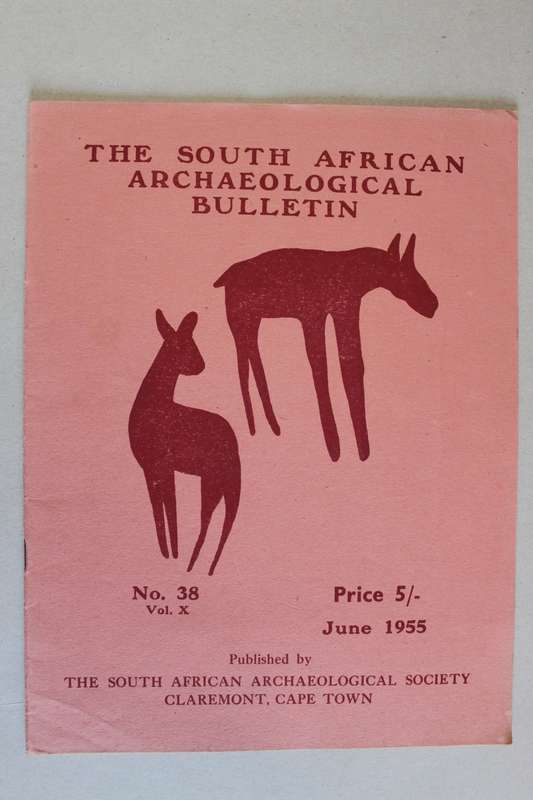 THE SOUTH AFRICAN
ARCHAEOLOGICAL
BULLETIN
No. 38
Vol. X
Price 5/-
June 1955
Published by
THE SOUTH AFRICAN ARCHAEOLOGICAL SOCIETY
CLAREMONT, CAPE TOWN